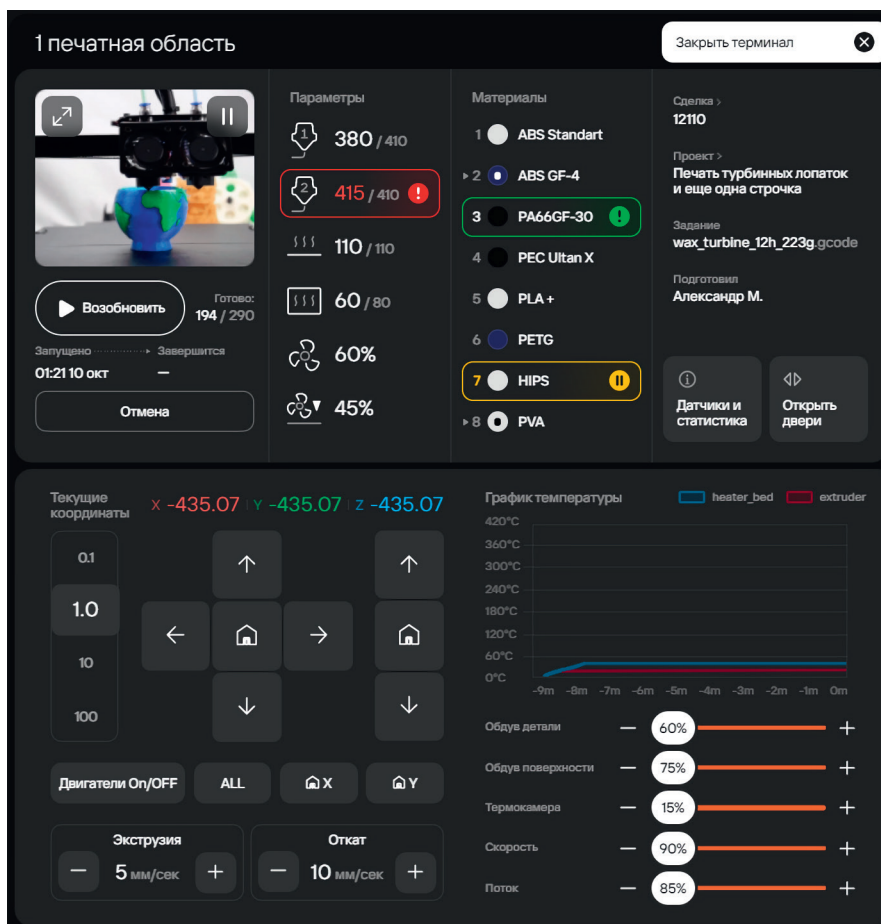 1 печатная область
Закрыть терминал
Возобновить
Готово:
194 / 290
Запущено
Завершится
01:21 10 окт
—
Отмена
Параметры
1
380 / 410
2
415 / 410
110 / 110
60 / 80
60%
45%
Материалы
1 ABS Standart
2 ABS GF-4
3 PA66GF-30
4 PEC Ultan X
5 PLA +
6 PETG
7 HIPS
8 PVA
Сделка >
12110
Проект >
Печать турбинных лопаток
и еще одна строчка
Задание
wax_turbine_12h_223g.gcode
Подготовил
Александр М.
Датчики и
статистика
Открыть
двери
Текущие
координаты
X -435.07 Y -435.07 Z -435.07
0.1
1.0
10
100
Двигатели On/OFF
ALL
X
Y
Экструзия
— 5 мм/сек +
Откат
— 10 мм/сек +
График температуры
heater_bed
extruder
420°C
360°C
300°C
240°C
180°C
120°C
60°C
0°C
-9m -8m -7m -6m -5m -4m -3m -2m -1m 0m
Обдув детали — 60% +
Обдув поверхности — 75% +
Термокамера — 15% +
Скорость — 90% +
Поток — 85% +